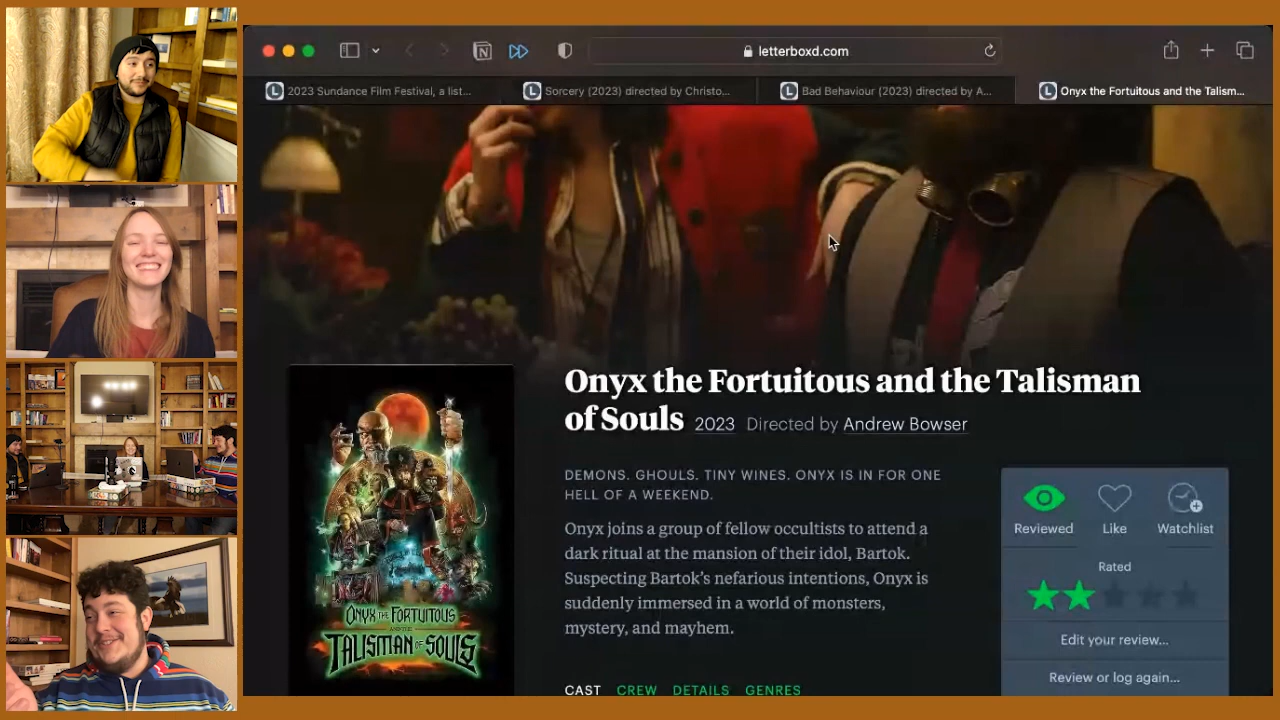 letterboxd.com
2023 Sundance Film Festival, a list...
Sorcery (2023) directed by Christo...
Bad Behaviour (2023) directed by A...
Onyx the Fortuitous and the Talism...
Onyx the Fortuitous and the Talisman
of Souls 2023 Directed by Andrew Bowser
DEMONS. GHOULS. TINY WINES. ONYX IS IN FOR ONE
HELL OF A WEEKEND.
Onyx joins a group of fellow occultists to attend a
dark ritual at the mansion of their idol, Bartok.
Suspecting Bartok's nefarious intentions, Onyx is
suddenly immersed in a world of monsters,
mystery, and mayhem.
CAST CREW DETAILS GENRES
Reviewed Like Watchlist
Rated
Edit your review...
Review or log again...
ONYX THE FORTUITOUS
AND THE
TALISMAN OF SOULS